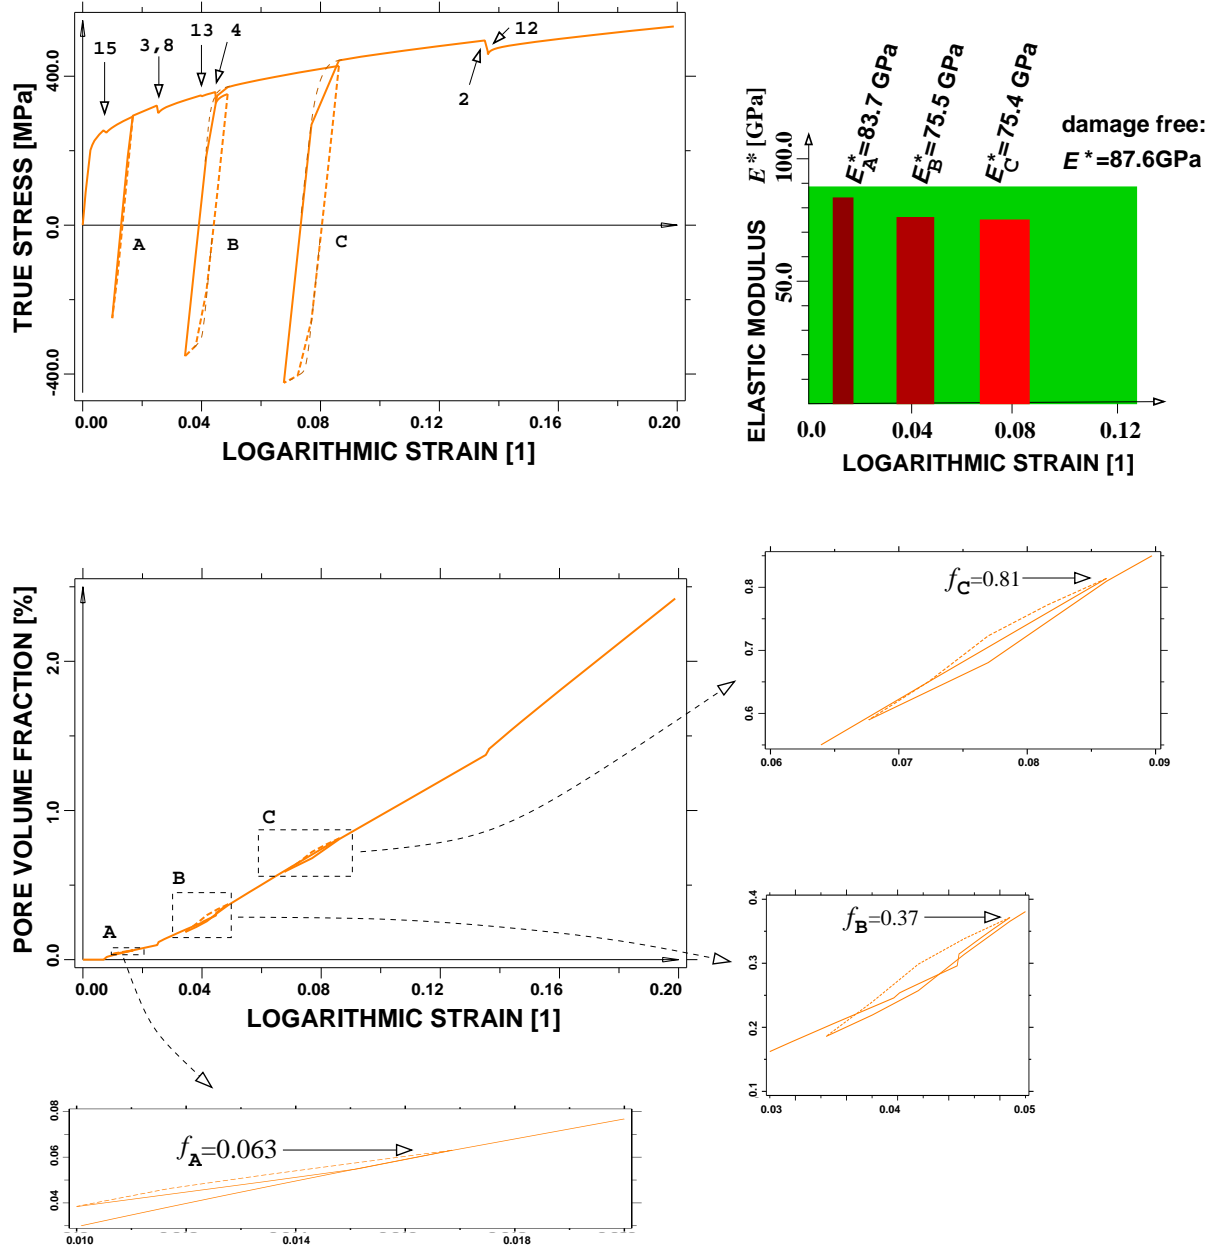 TRUE STRESS [MPa]
400.0
0.0
-400.0
15
3,8
13
4
12
2
A
B
C
0.00
0.04
0.08
0.12
0.16
0.20
LOGARITHMIC STRAIN [1]
E*A=83.7 GPa
E*B=75.5 GPa
E*C=75.4 GPa
damage free:
E*=87.6GPa
ELASTIC MODULUS E* [GPa]
100.0
50.0
0.0
0.04
0.08
0.12
LOGARITHMIC STRAIN [1]
PORE VOLUME FRACTION [%]
2.0
1.0
0.0
A
B
C
0.00
0.04
0.08
0.12
0.16
0.20
LOGARITHMIC STRAIN [1]
fC=0.81
0.8
0.7
0.6
0.06
0.07
0.08
0.09
fB=0.37
0.4
0.3
0.2
0.1
0.03
0.04
0.05
fA=0.063
0.08
0.06
0.04
0.010
0.014
0.018